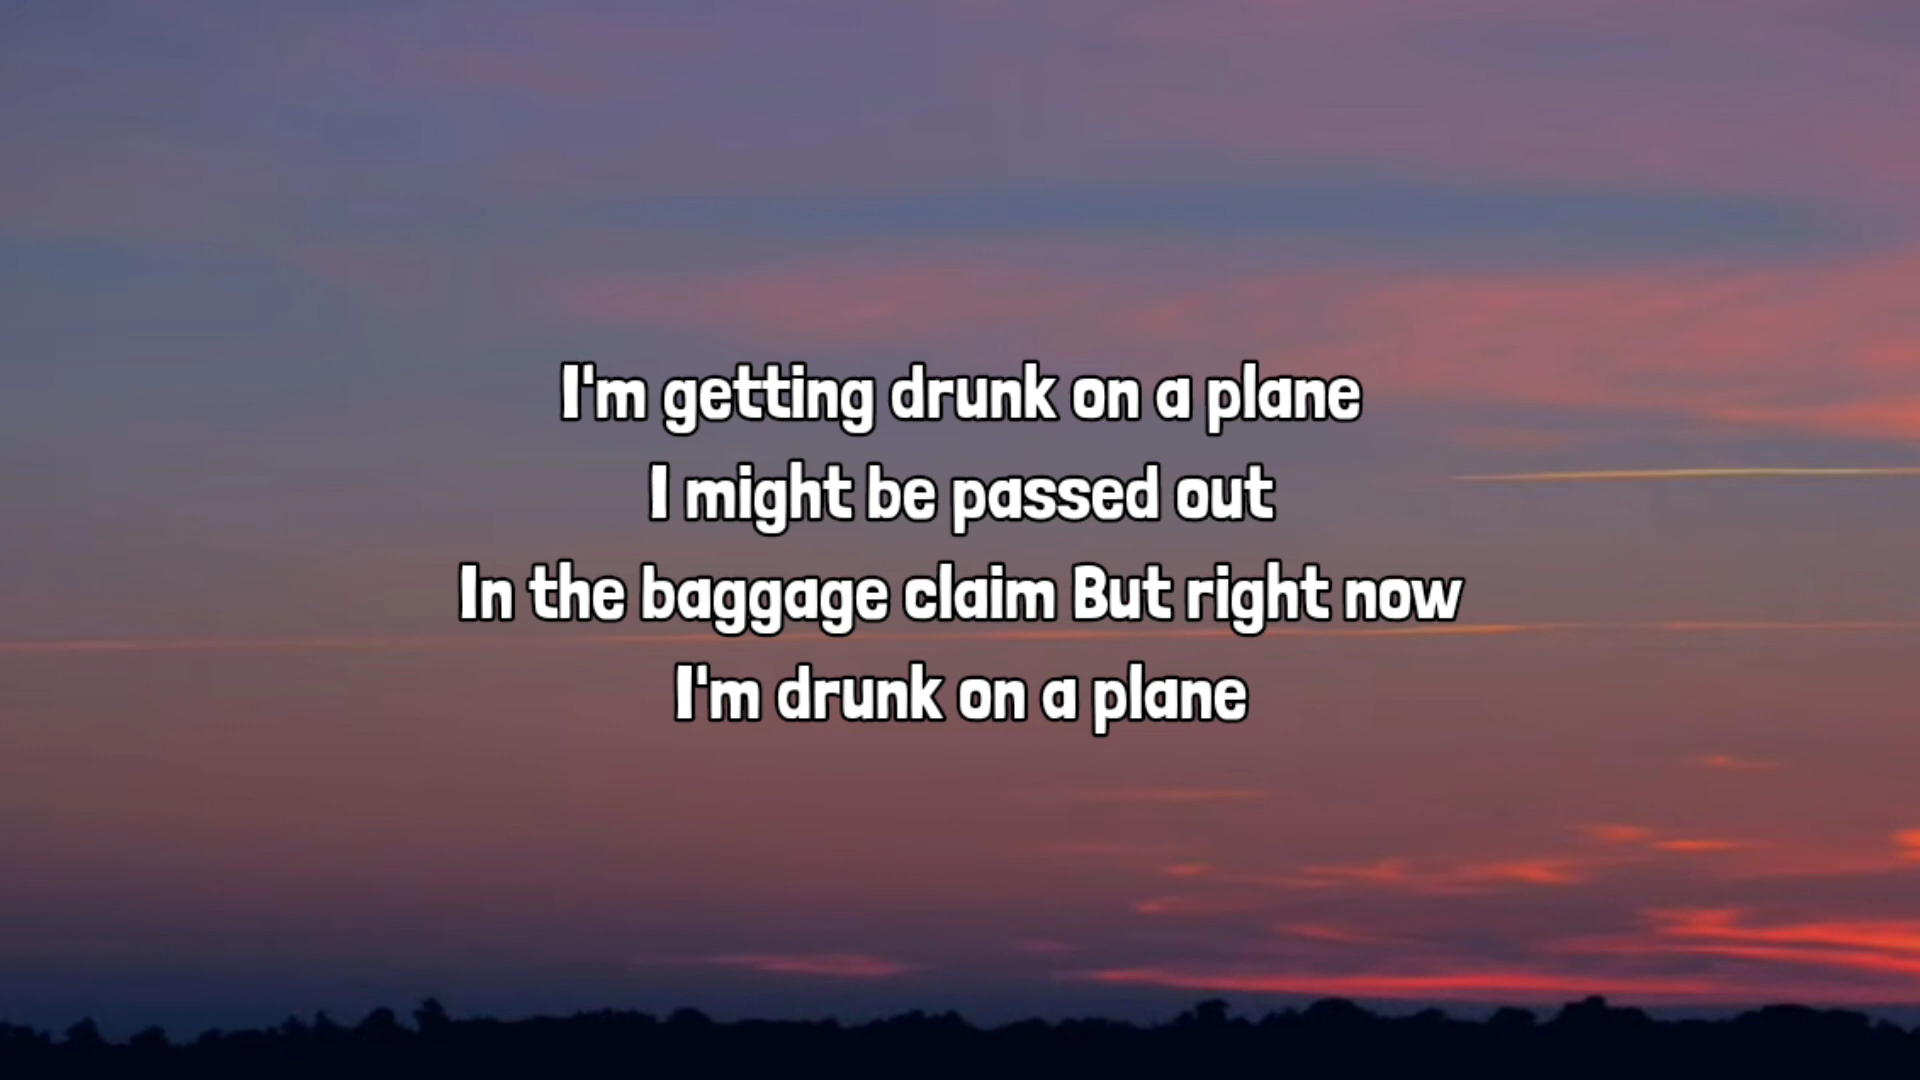 I'm getting drunk on a plane
I might be passed out
In the baggage claim But right now
I'm drunk on a plane